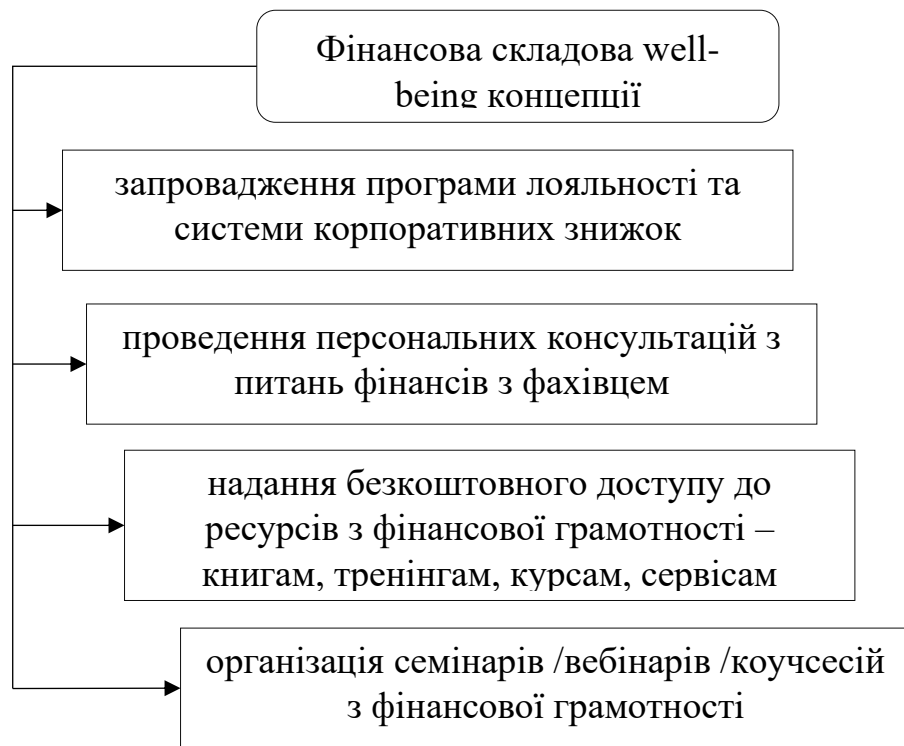 Фінансова складова well-
being концепції
запровадження програми лояльності та
системи корпоративних знижок
проведення персональних консультацій з
питань фінансів з фахівцем
надання безкоштовного доступу до
ресурсів з фінансової грамотності –
книгам, тренінгам, курсам, сервісам
організація семінарів /вебінарів /коучсесій
з фінансової грамотності